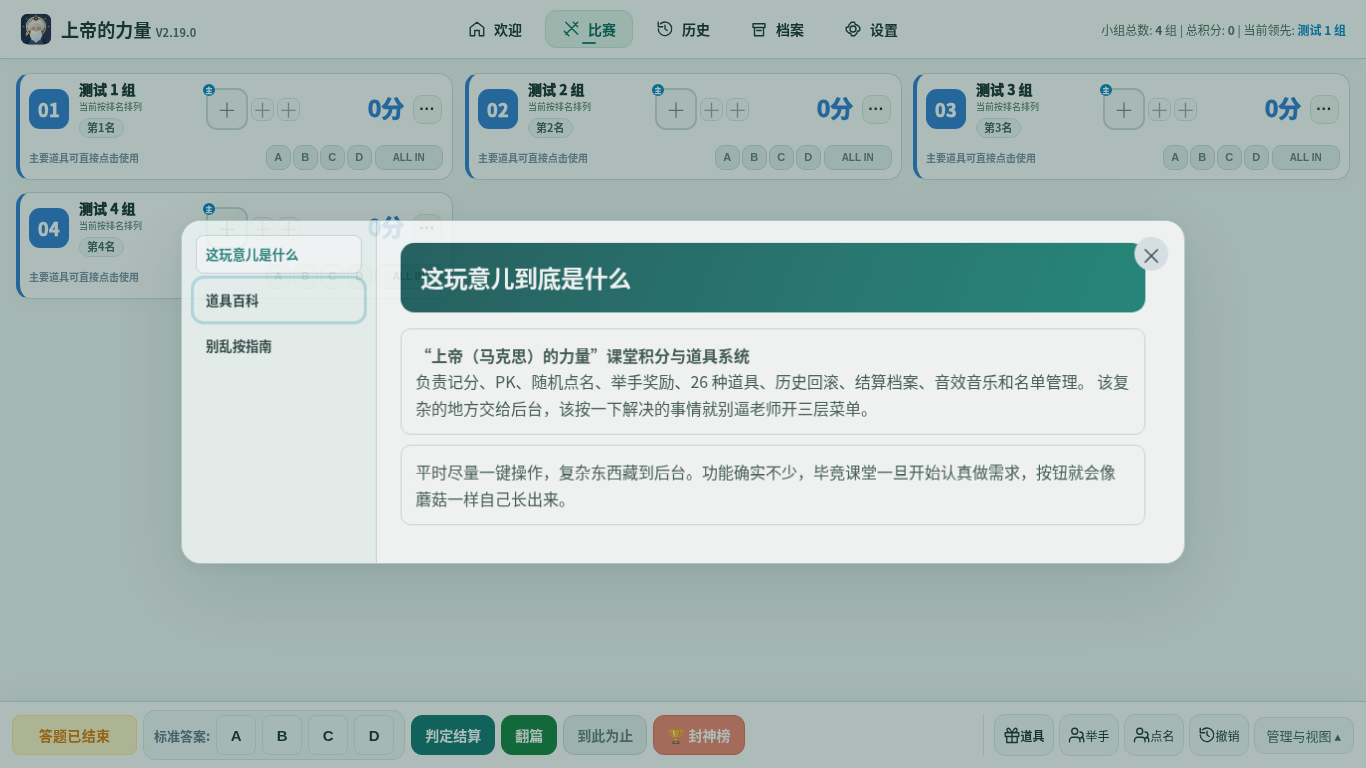 上帝的力量 V2.19.0
欢迎
比赛
历史
档案
设置
小组总数: 4 组 | 总积分: 0 | 当前领先: 测试 1 组
01
测试 1 组
当前按排名排列
第1名
主
0分
主要道具可直接点击使用
A B C D ALL IN
02
测试 2 组
当前按排名排列
第2名
主
0分
主要道具可直接点击使用
A B C D ALL IN
03
测试 3 组
当前按排名排列
第3名
主
0分
主要道具可直接点击使用
A B C D ALL IN
04
测试 4 组
当前按排名排列
第4名
主
0分
主要道具可直接点击使用
A B C D
这玩意儿是什么
道具百科
别乱按指南
这玩意儿到底是什么
“上帝（马克思）的力量”课堂积分与道具系统
负责记分、PK、随机点名、举手奖励、26 种道具、历史回滚、结算档案、音效音乐和名单管理。 该复
杂的地方交给后台，该按一下解决的事情就别逼老师开三层菜单。
平时尽量一键操作，复杂东西藏到后台。功能确实不少，毕竟课堂一旦开始认真做需求，按钮就会像
蘑菇一样自己长出来。
答题已结束
标准答案: A B C D
判定结算
翻篇
到此为止
🏆 封神榜
道具
举手
点名
撤销
管理与视图 ▴